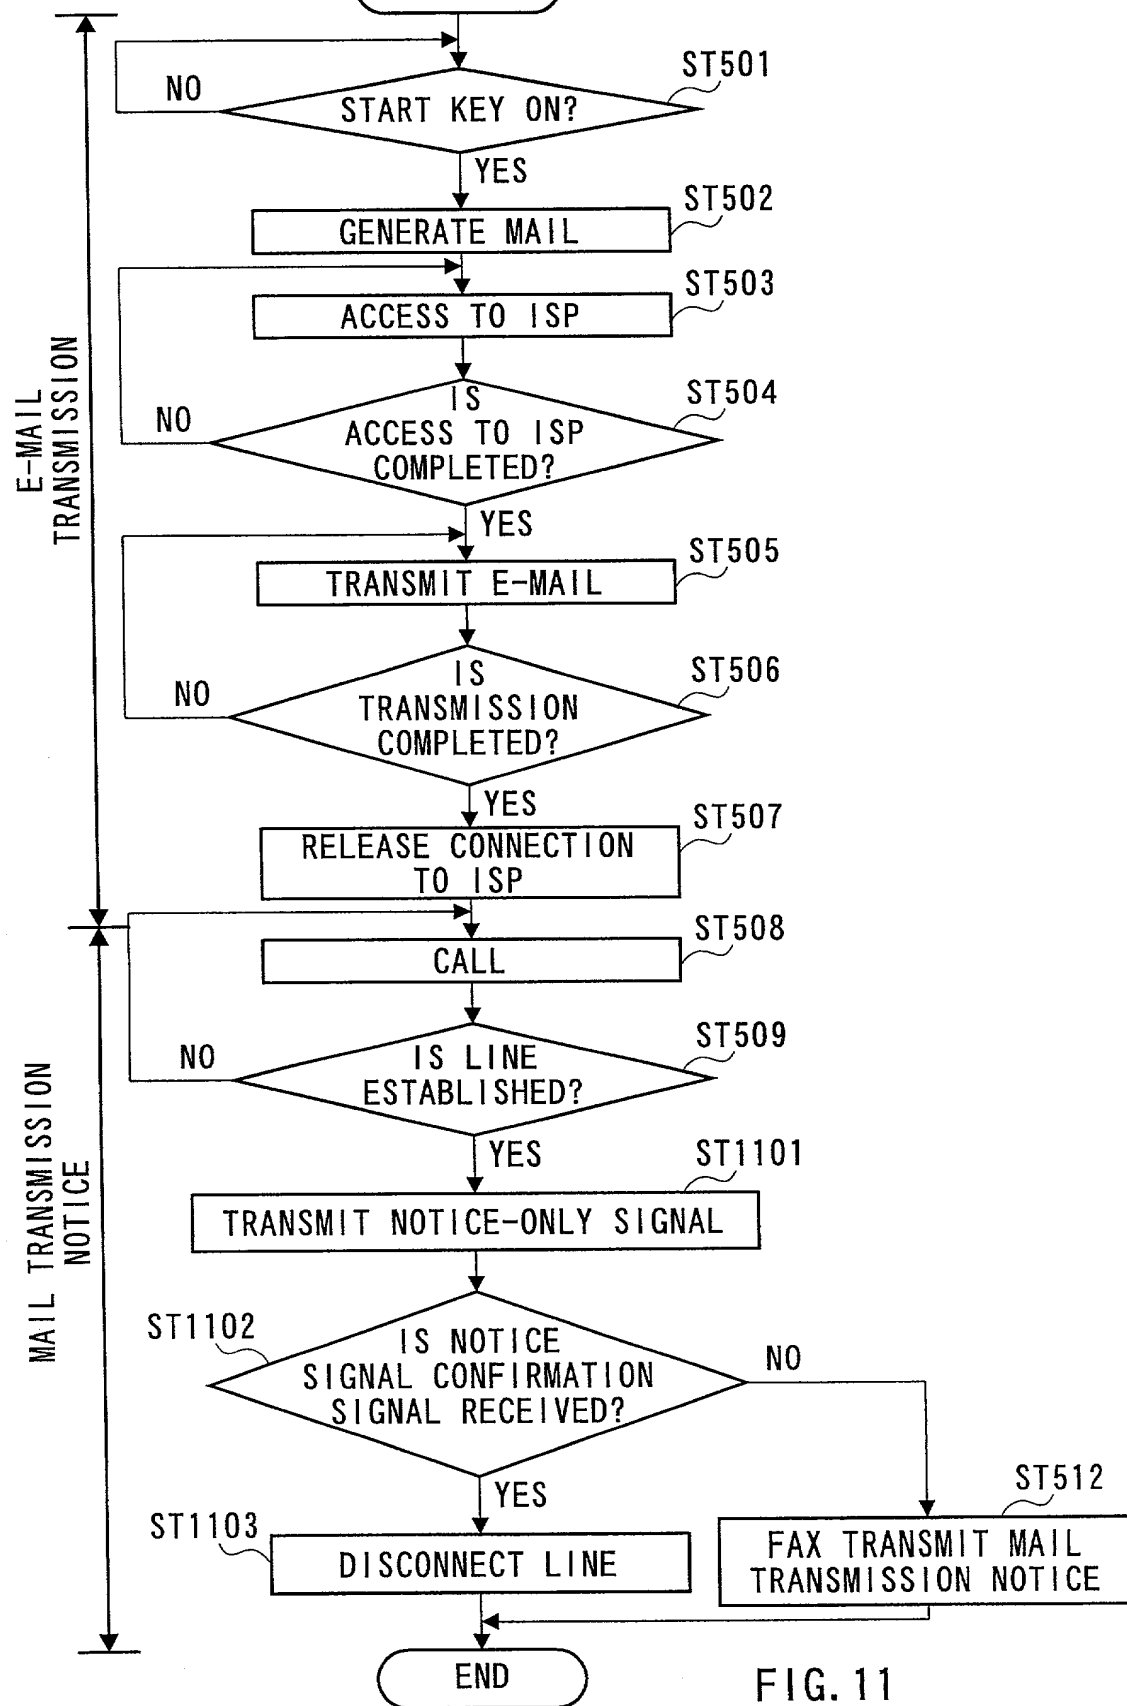 ST501
NO
START KEY ON?
YES
ST502
GENERATE MAIL
ST503
ACCESS TO ISP
ST504
NO
IS
ACCESS TO ISP
COMPLETED?
YES
E-MAIL
TRANSMISSION
ST505
TRANSMIT E-MAIL
ST506
NO
IS
TRANSMISSION
COMPLETED?
YES
ST507
RELEASE CONNECTION
TO ISP
ST508
CALL
ST509
NO
IS LINE
ESTABLISHED?
YES
MAIL TRANSMISSION
NOTICE
ST1101
TRANSMIT NOTICE-ONLY SIGNAL
ST1102
IS NOTICE
SIGNAL CONFIRMATION
SIGNAL RECEIVED?
NO
YES
ST512
FAX TRANSMIT MAIL
TRANSMISSION NOTICE
ST1103
DISCONNECT LINE
END
FIG. 11